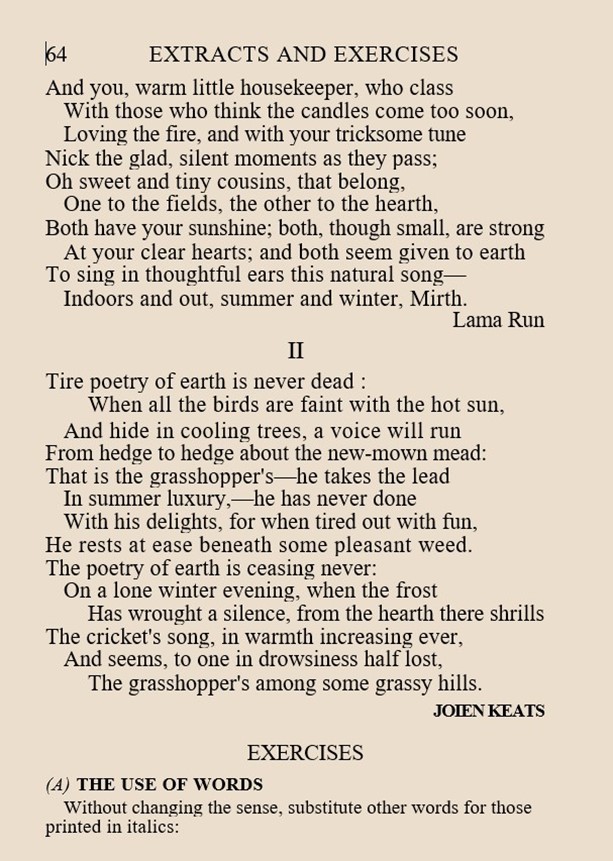 64 EXTRACTS AND EXERCISES
And you, warm little housekeeper, who class
With those who think the candles come too soon,
Loving the fire, and with your tricksome tune
Nick the glad, silent moments as they pass;
Oh sweet and tiny cousins, that belong,
One to the fields, the other to the hearth,
Both have your sunshine; both, though small, are strong
At your clear hearts; and both seem given to earth
To sing in thoughtful ears this natural song—
Indoors and out, summer and winter, Mirth.
Lama Run
II
Tire poetry of earth is never dead :
When all the birds are faint with the hot sun,
And hide in cooling trees, a voice will run
From hedge to hedge about the new-mown mead:
That is the grasshopper's—he takes the lead
In summer luxury,—he has never done
With his delights, for when tired out with fun,
He rests at ease beneath some pleasant weed.
The poetry of earth is ceasing never:
On a lone winter evening, when the frost
Has wrought a silence, from the hearth there shrills
The cricket's song, in warmth increasing ever,
And seems, to one in drowsiness half lost,
The grasshopper's among some grassy hills.
JOIEN KEATS
EXERCISES
(A) THE USE OF WORDS
Without changing the sense, substitute other words for those
printed in italics: